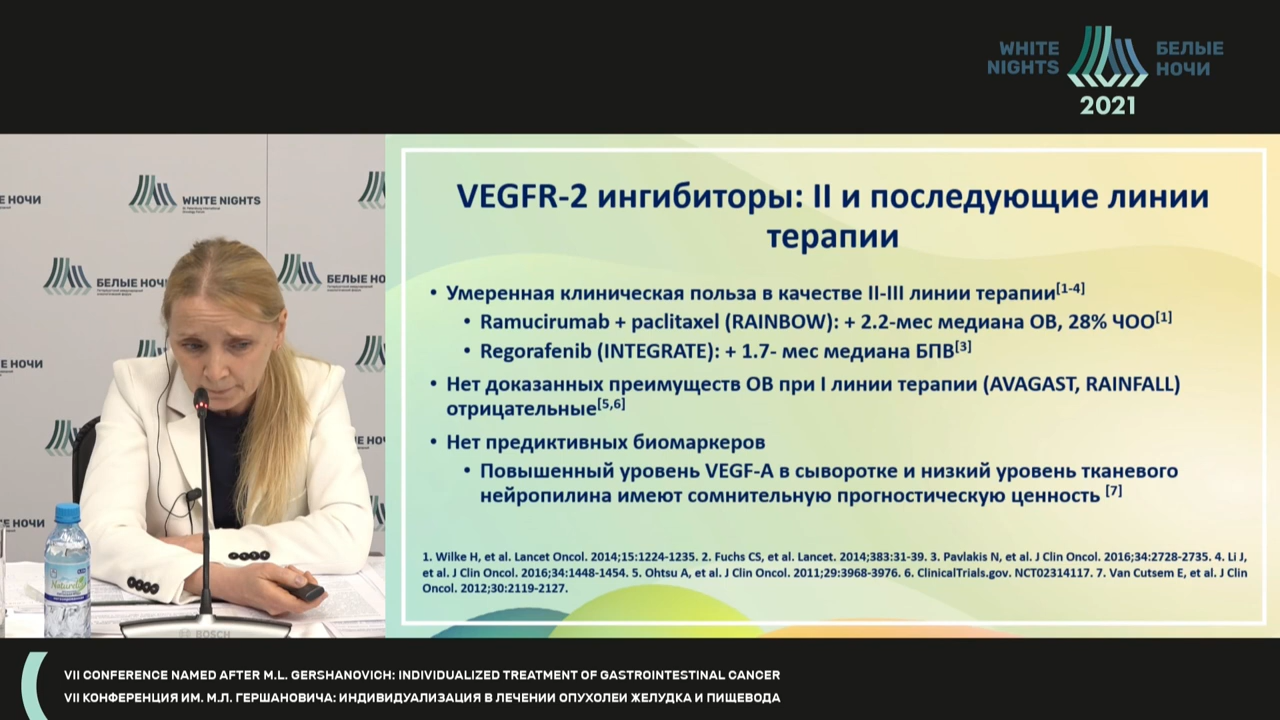 WHITE
NIGHTS
БЕЛЫЕ
НОЧИ
2021
VEGFR-2 ингибиторы: II и последующие линии
терапии
• Умеренная клиническая польза в качестве II-III линии терапии[1-4]
• Ramucirumab + paclitaxel (RAINBOW): + 2.2-мес медиана ОВ, 28% ЧОО[1]
• Regorafenib (INTEGRATE): + 1.7- мес медиана БПВ[3]
• Нет доказанных преимуществ ОВ при I линии терапии (AVAGAST, RAINFALL)
отрицательные[5,6]
• Нет предиктивных биомаркеров
• Повышенный уровень VEGF-A в сыворотке и низкий уровень тканевого
нейропилина имеют сомнительную прогностическую ценность [7]
1. Wilke H, et al. Lancet Oncol. 2014;15:1224-1235. 2. Fuchs CS, et al. Lancet. 2014;383:31-39. 3. Pavlakis N, et al. J Clin Oncol. 2016;34:2728-2735. 4. Li J,
et al. J Clin Oncol. 2016;34:1448-1454. 5. Ohtsu A, et al. J Clin Oncol. 2011;29:3968-3976. 6. ClinicalTrials.gov. NCT02314117. 7. Van Cutsem E, et al. J Clin
Oncol. 2012;30:2119-2127.
WHITE NIGHTS
БЕЛЫЕ НОЧИ
BOSCH
VII CONFERENCE NAMED AFTER M.L. GERSHANOVICH: INDIVIDUALIZED TREATMENT OF GASTROINTESTINAL CANCER
VII КОНФЕРЕНЦИЯ ИМ. М.Л. ГЕРШАНОВИЧА: ИНДИВИДУАЛИЗАЦИЯ В ЛЕЧЕНИИ ОПУХОЛЕИ ЖЕЛУДКА И ПИЩЕВОДА